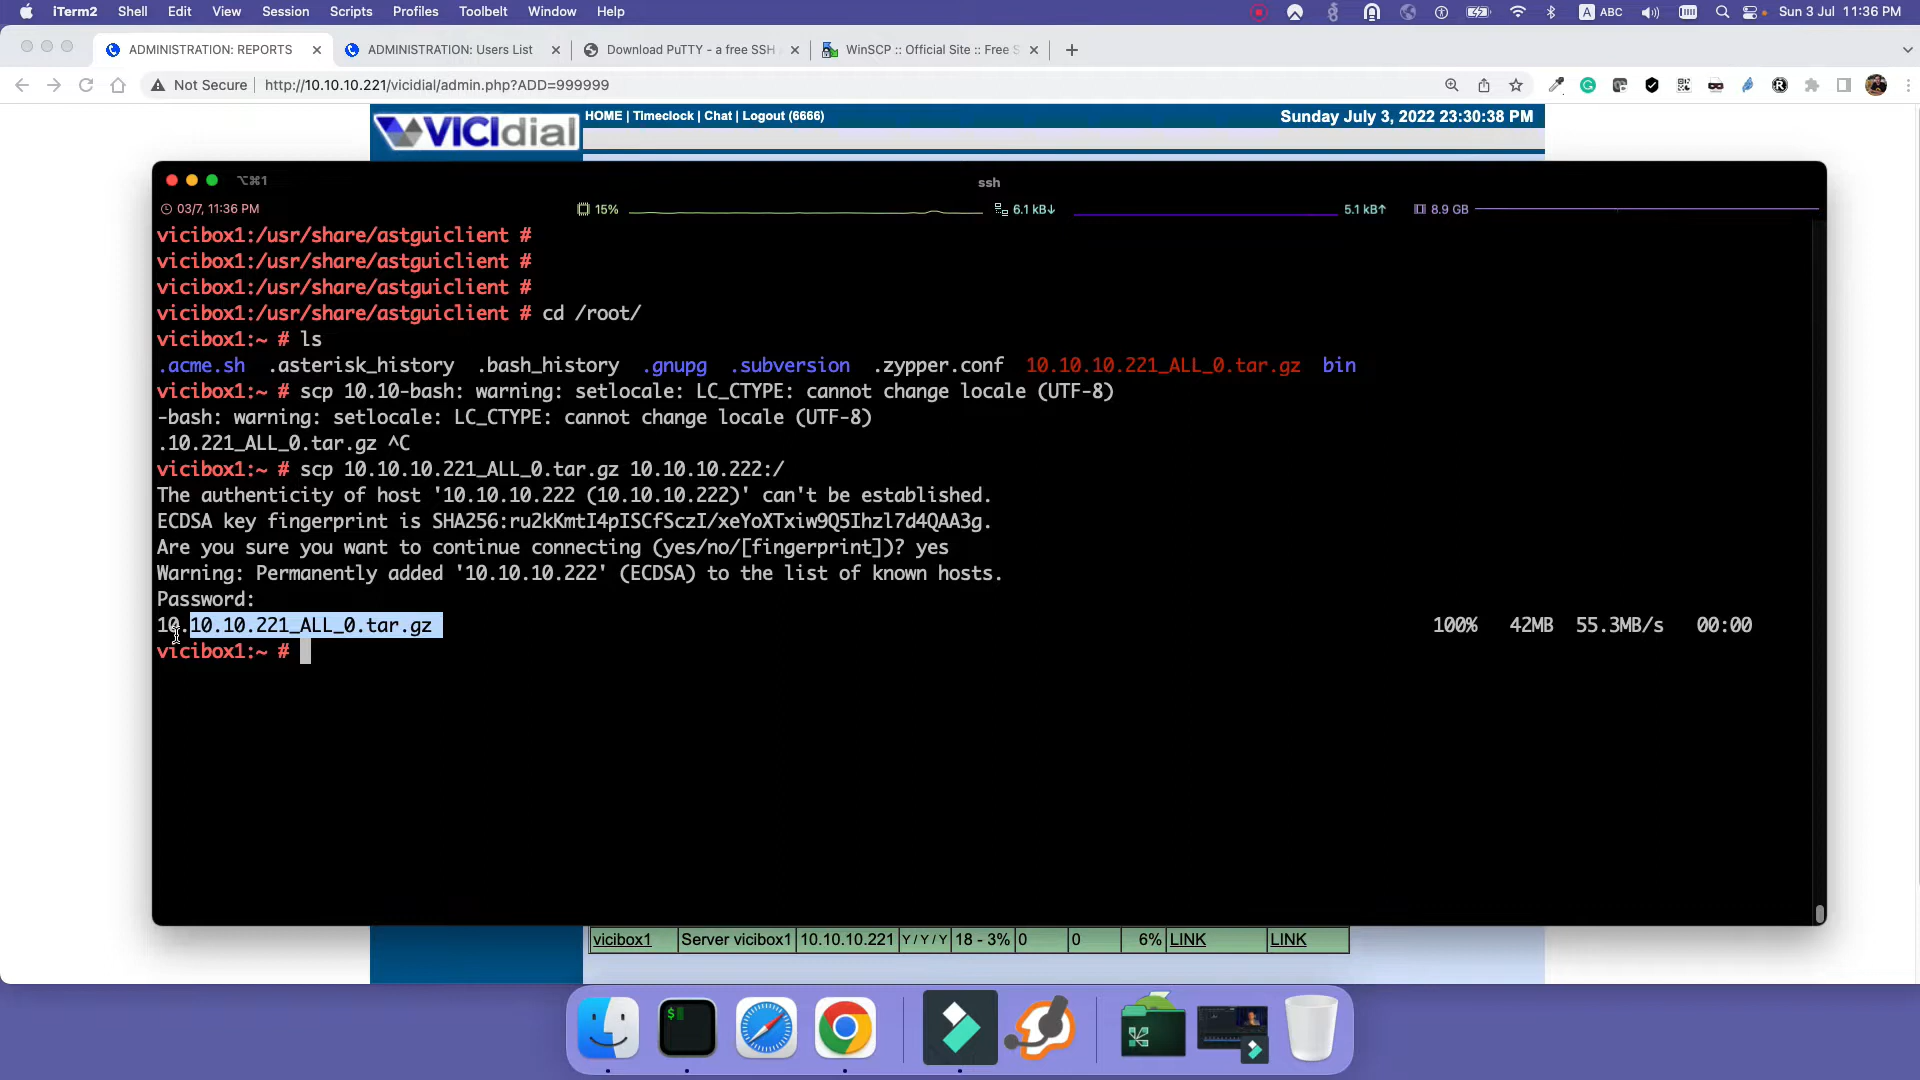 iTerm2 Shell Edit View Session Scripts Profiles Toolbelt Window Help A ABC Sun 3 Jul 11:36 PM
ADMINISTRATION: REPORTS ADMINISTRATION: Users List Download PuTTY - a free SSH WinSCP :: Official Site :: Free S
Not Secure http://10.10.10.221/vicidial/admin.php?ADD=999999
VICIdial HOME | Timeclock | Chat | Logout (6666) Sunday July 3, 2022 23:30:38 PM
⌥⌘1 ssh
03/7, 11:36 PM 15% 6.1 kB↓ 5.1 kB↑ 8.9 GB
vicibox1:/usr/share/astguiclient #
vicibox1:/usr/share/astguiclient #
vicibox1:/usr/share/astguiclient #
vicibox1:/usr/share/astguiclient # cd /root/
vicibox1:~ # ls
.acme.sh .asterisk_history .bash_history .gnupg .subversion .zypper.conf 10.10.10.221_ALL_0.tar.gz bin
vicibox1:~ # scp 10.10-bash: warning: setlocale: LC_CTYPE: cannot change locale (UTF-8)
-bash: warning: setlocale: LC_CTYPE: cannot change locale (UTF-8)
.10.221_ALL_0.tar.gz ^C
vicibox1:~ # scp 10.10.10.221_ALL_0.tar.gz 10.10.10.222:/
The authenticity of host '10.10.10.222 (10.10.10.222)' can't be established.
ECDSA key fingerprint is SHA256:ru2kKmtI4pISCfSczI/xeYoXTxiw9Q5Ihzl7d4QAA3g.
Are you sure you want to continue connecting (yes/no/[fingerprint])? yes
Warning: Permanently added '10.10.10.222' (ECDSA) to the list of known hosts.
Password:
10.10.10.221_ALL_0.tar.gz 100% 42MB 55.3MB/s 00:00
vicibox1:~ #
vicibox1 Server vicibox1 10.10.10.221 Y / Y / Y 18 - 3% 0 0 6% LINK LINK
$